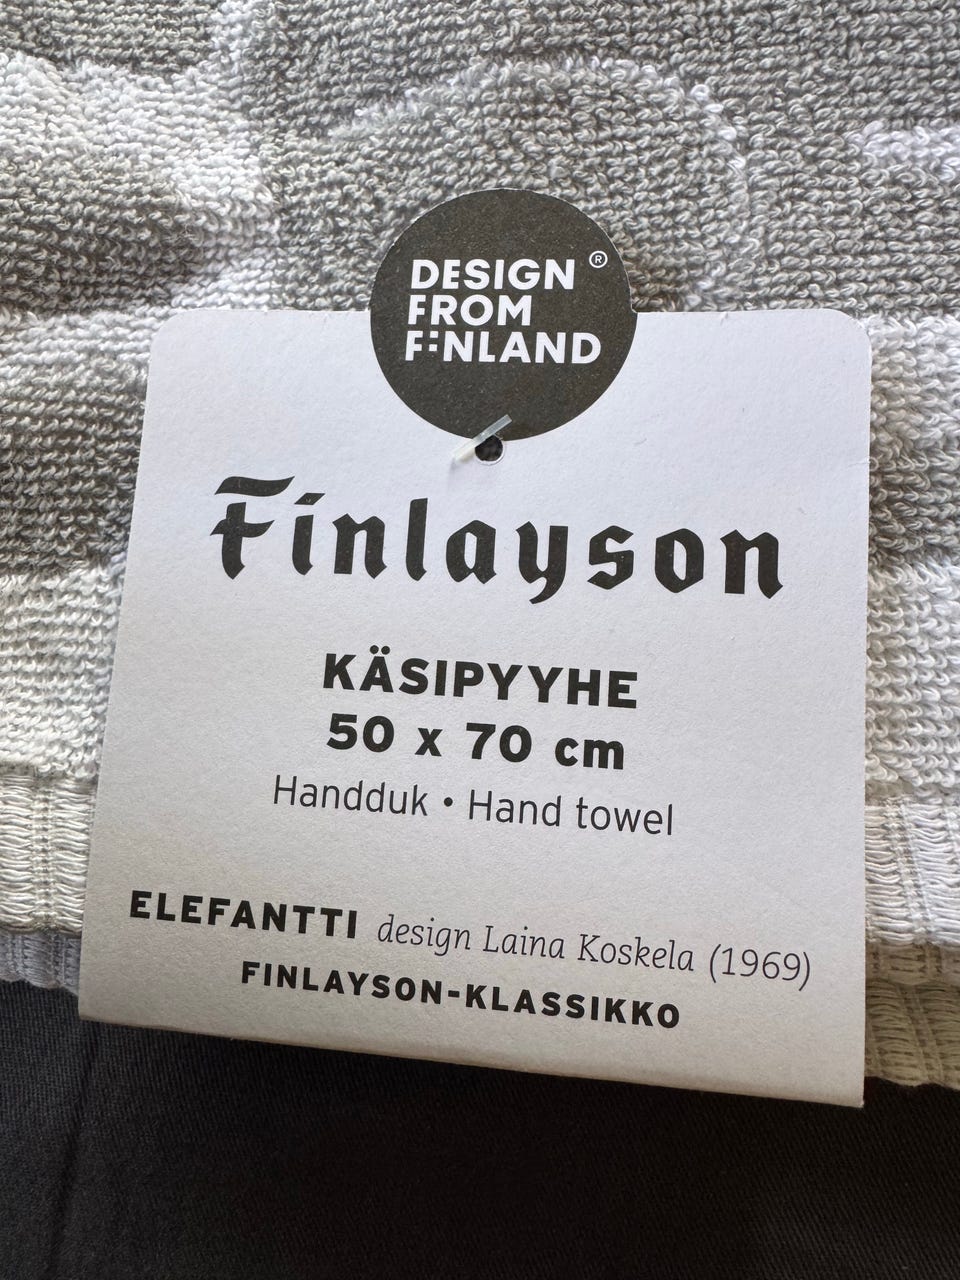 DESIGN ®
FROM
FINLAND
Finlayson
KÄSIPYYHE
50 x 70 cm
Handduk • Hand towel
ELEFANTTI design Laina Koskela (1969)
FINLAYSON-KLASSIKKO